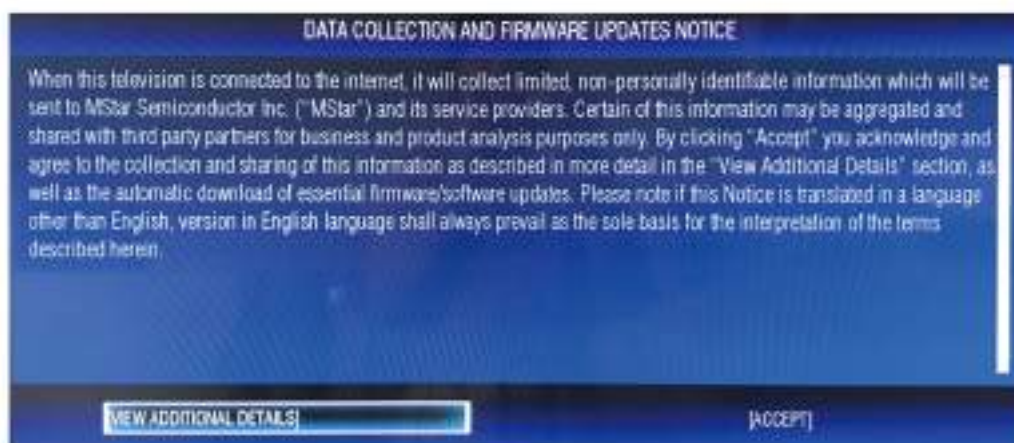 DATA COLLECTION AND FIRMWARE UPDATES NOTICE
When this television is connected to the internet, it will collect limited, non-personally identifiable information which will be
sent to MStar Semiconductor Inc. ("MStar") and its service providers. Certain of this information may be aggregated and
shared with third party partners for business and product analysis purposes only. By clicking "Accept" you acknowledge and
agree to the collection and sharing of this information as described in more detail in the "View Additional Details" section, as
well as the automatic download of essential firmware/software updates. Please note if this Notice is translated in a language
other than English, version in English language shall always prevail as the sole basis for the interpretation of the terms
described herein.
[VIEW ADDITIONAL DETAILS]
[ACCEPT]